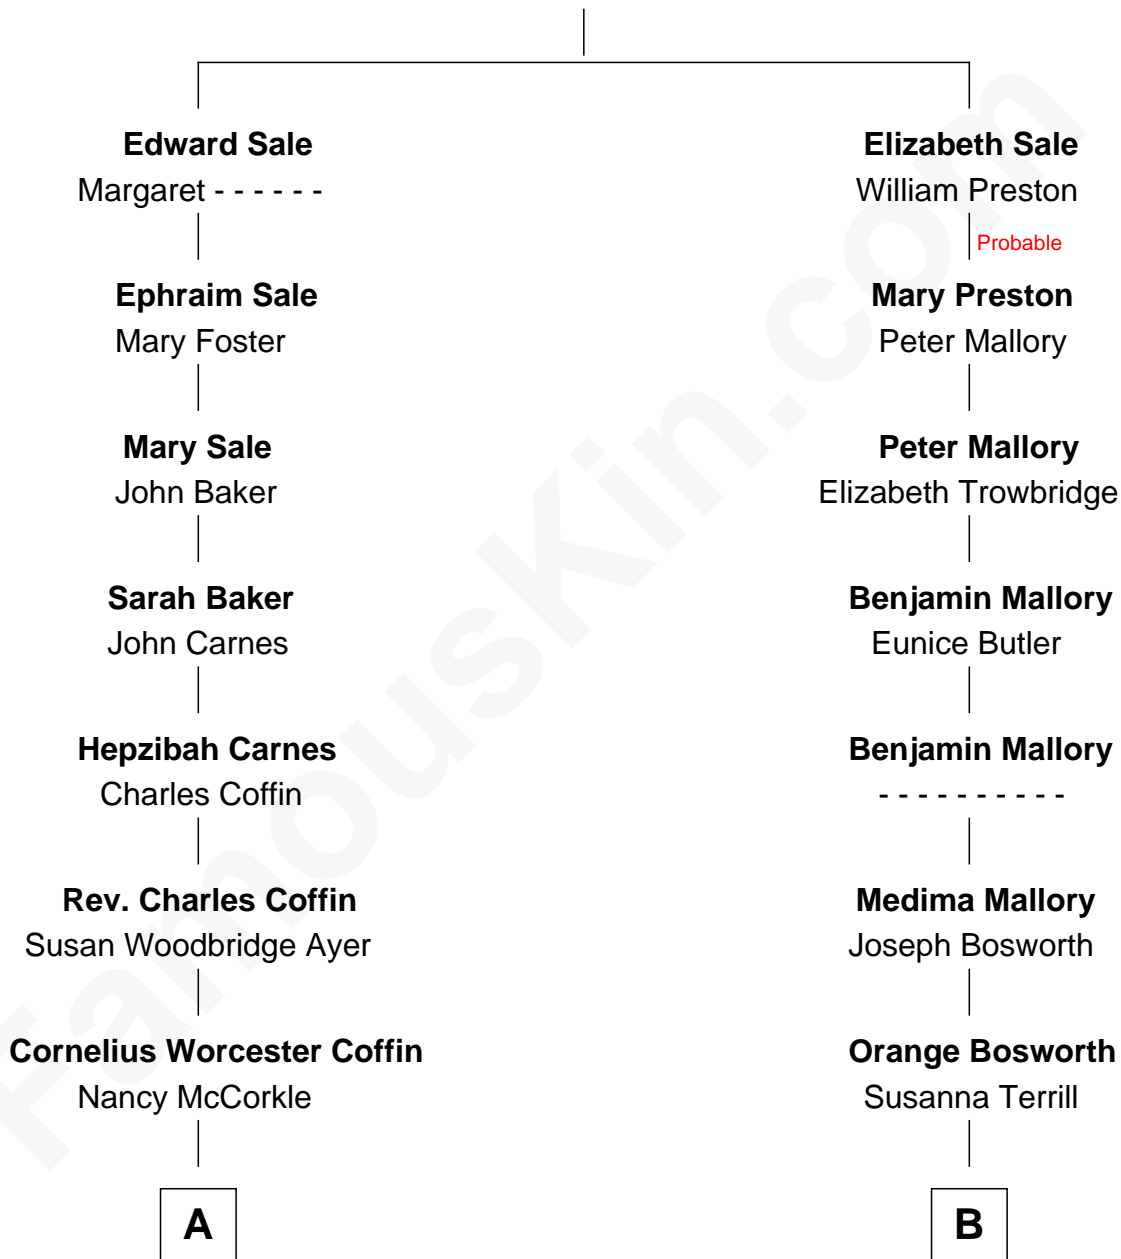 Edward Sale
Margaret - - - - - -
Ephraim Sale
Mary Foster
Mary Sale
John Baker
Sarah Baker
John Carnes
Hepzibah Carnes
Charles Coffin
Rev. Charles Coffin
Susan Woodbridge Ayer
Cornelius Worcester Coffin
Nancy McCorkle
A
Elizabeth Sale
William Preston
Probable
Mary Preston
Peter Mallory
Peter Mallory
Elizabeth Trowbridge
Benjamin Mallory
Eunice Butler
Benjamin Mallory
- - - - - - - - - -
Medima Mallory
Joseph Bosworth
Orange Bosworth
Susanna Terrill
B
FamousKin.com